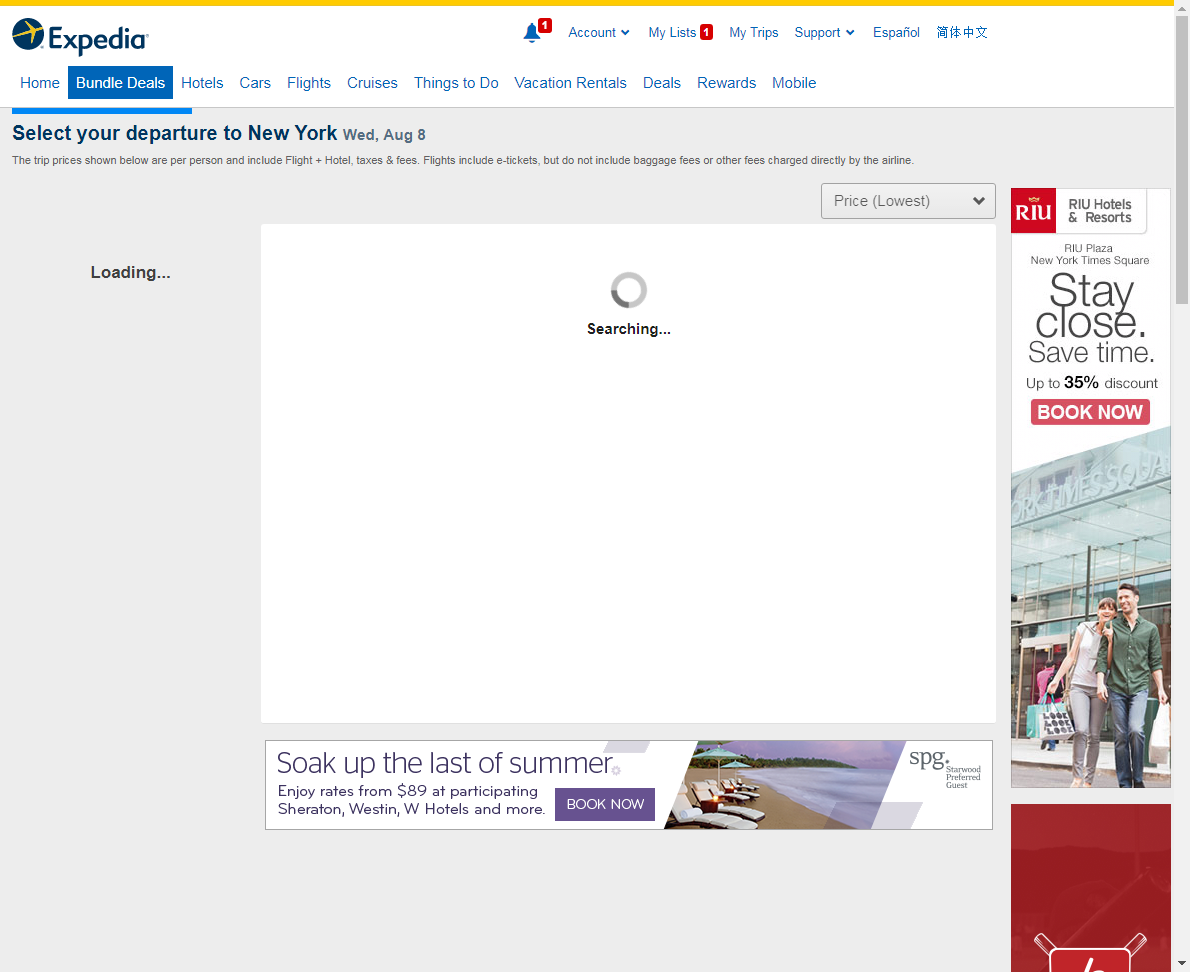 Expedia
1
Account
My Lists 1
My Trips
Support
Español
简体中文
Home
Bundle Deals
Hotels
Cars
Flights
Cruises
Things to Do
Vacation Rentals
Deals
Rewards
Mobile
Select your departure to New York Wed, Aug 8
The trip prices shown below are per person and include Flight + Hotel, taxes & fees. Flights include e-tickets, but do not include baggage fees or other fees charged directly by the airline.
Price (Lowest)
Loading...
Searching...
RIU
RIU Hotels
& Resorts
RIU Plaza
New York Times Square
Stay
close.
Save time.
Up to 35% discount
BOOK NOW
LOOK
LOOK
LOOK
Soak up the last of summer
Enjoy rates from $89 at participating
Sheraton, Westin, W Hotels and more.
BOOK NOW
spg.
Starwood
Preferred
Guest